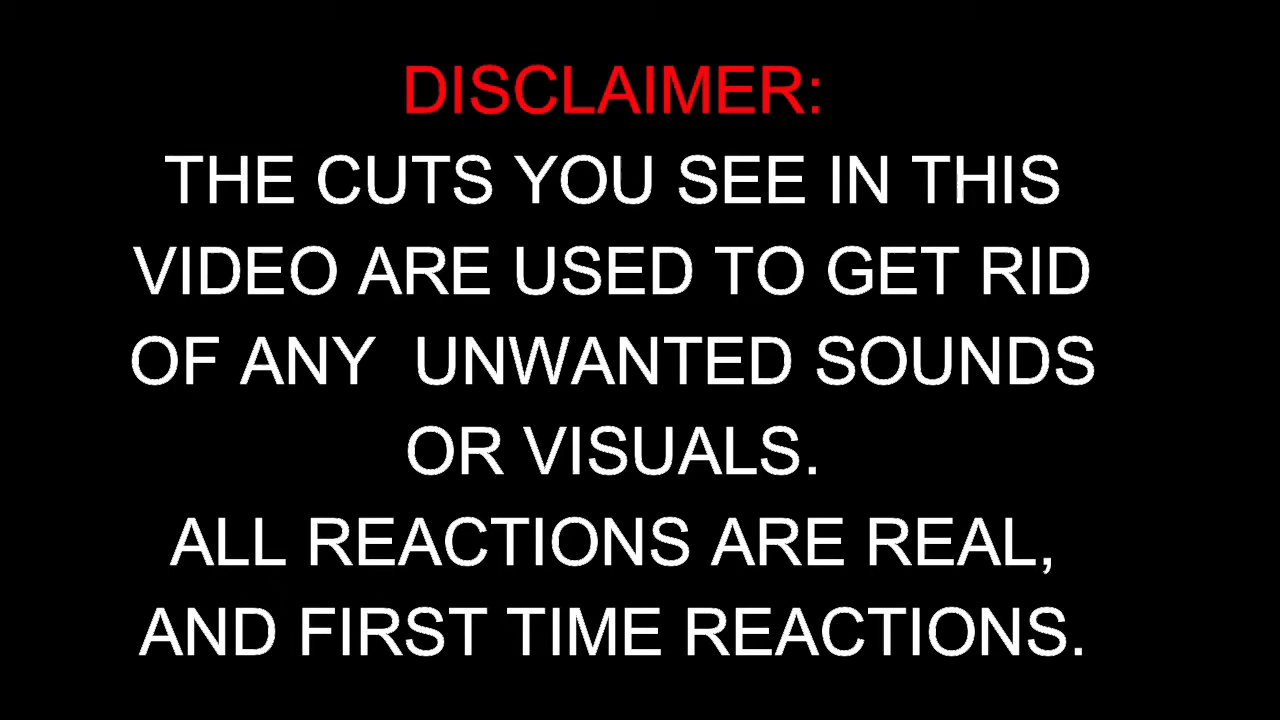 DISCLAIMER:
THE CUTS YOU SEE IN THIS
VIDEO ARE USED TO GET RID
OF ANY  UNWANTED SOUNDS
OR VISUALS.
ALL REACTIONS ARE REAL,
AND FIRST TIME REACTIONS.